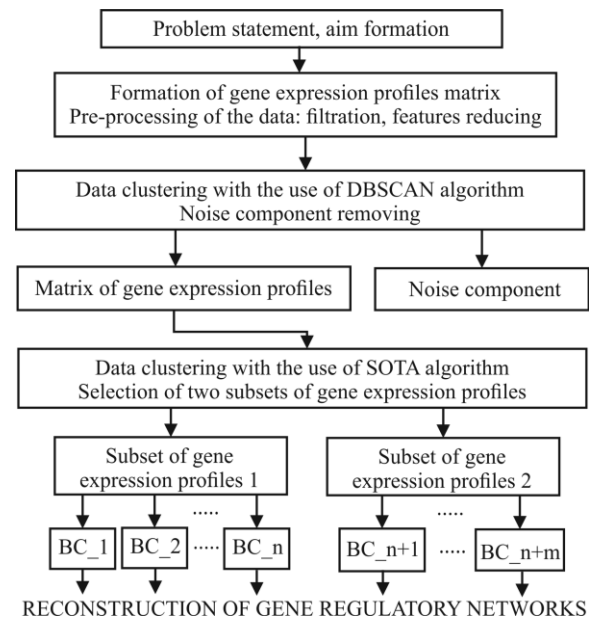 Problem statement, aim formation
Formation of gene expression profiles matrix
Pre-processing of the data: filtration, features reducing
Data clustering with the use of DBSCAN algorithm
Noise component removing
Matrix of gene expression profiles
Noise component
Data clustering with the use of SOTA algorithm
Selection of two subsets of gene expression profiles
Subset of gene
expression profiles 1
Subset of gene
expression profiles 2
.....
.....
BC_1 BC_2 ..... BC_n
BC_n+1 ..... BC_n+m
RECONSTRUCTION OF GENE REGULATORY NETWORKS